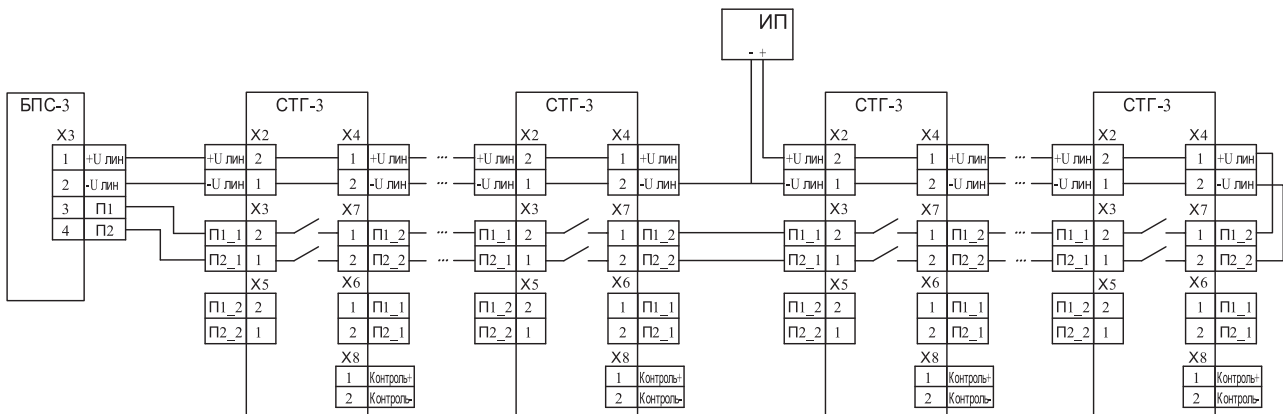 ИП
- +
БПС-3 СТГ-3 СТГ-3 СТГ-3 СТГ-3
X3 X2 X4 X2 X4 X2 X4 X2 X4
1 +U лин +U лин 2 1 +U лин ... +U лин 2 1 +U лин +U лин 2 1 +U лин ... +U лин 2 1 +U лин
2 -U лин -U лин 1 2 -U лин ... -U лин 1 2 -U лин -U лин 1 2 -U лин ... -U лин 1 2 -U лин
3 П1 X3 X7 X3 X7 X3 X7 X3 X7
4 П2 П1_1 2 1 П1_2 ... П1_1 2 1 П1_2 П1_1 2 1 П1_2 ... П1_1 2 1 П1_2
П2_1 1 2 П2_2 ... П2_1 1 2 П2_2 П2_1 1 2 П2_2 ... П2_1 1 2 П2_2
X5 X6 X5 X6 X5 X6 X5 X6
П1_2 2 1 П1_1 П1_2 2 1 П1_1 П1_2 2 1 П1_1 П1_2 2 1 П1_1
П2_2 1 2 П2_1 П2_2 1 2 П2_1 П2_2 1 2 П2_1 П2_2 1 2 П2_1
X8 X8 X8 X8
1 Контроль+ 1 Контроль+ 1 Контроль+ 1 Контроль+
2 Контроль- 2 Контроль- 2 Контроль- 2 Контроль-